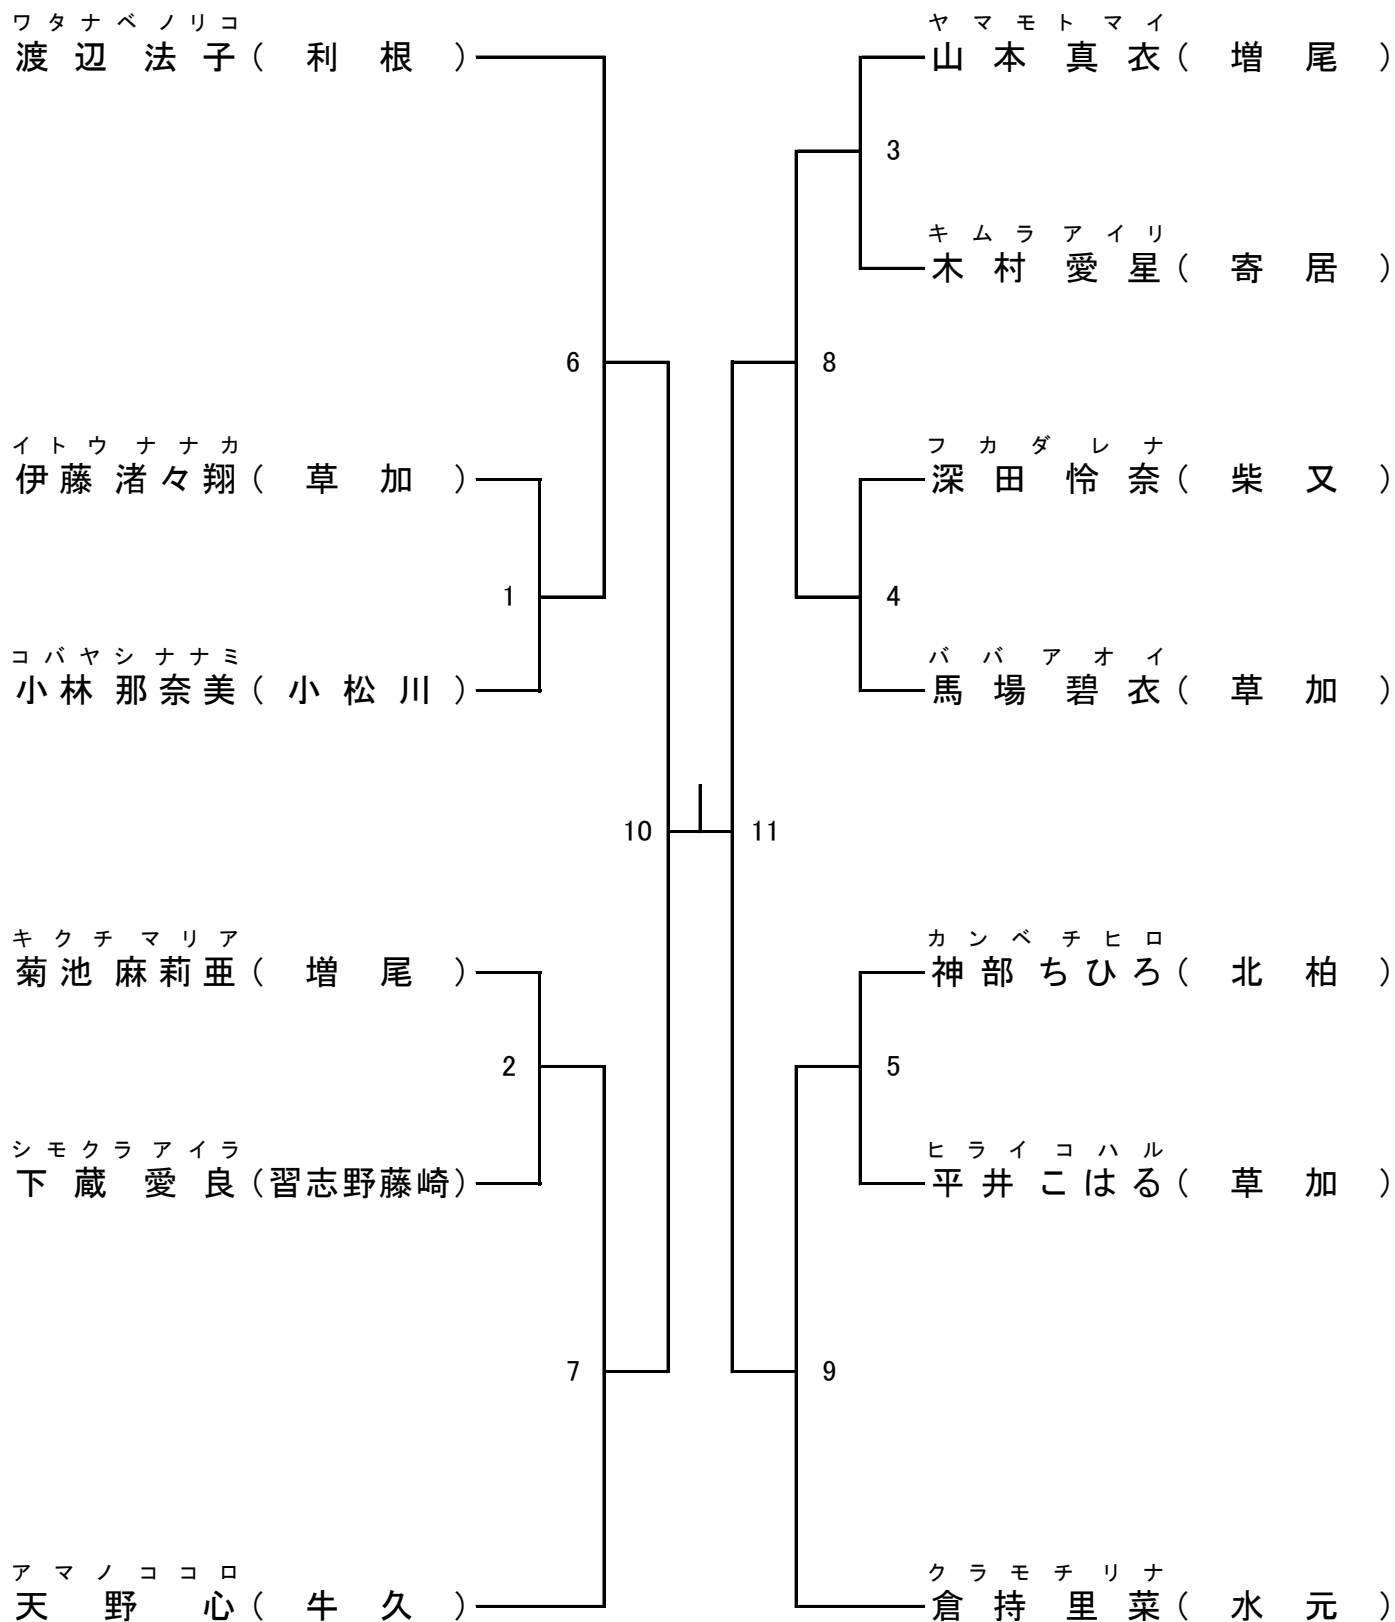 ワタナベノリコ
渡辺法子(利根)
6
イトウナナカ
伊藤渚々翔(草加)
1
コバヤシナナミ
小林那奈美(小松川)
10
キクチマリア
菊池麻莉亜(増尾)
2
シモクラアイラ
下蔵愛良(習志野藤崎)
7
アマノココロ
天野心(牛久)
ヤマモトマイ
山本真衣(増尾)
3
キムラアイリ
木村愛星(寄居)
8
フカダレナ
深田怜奈(柴又)
4
ババアオイ
馬場碧衣(草加)
11
カンベチヒロ
神部ちひろ(北柏)
5
ヒライコハル
平井こはる(草加)
9
クラモチリナ
倉持里菜(水元)